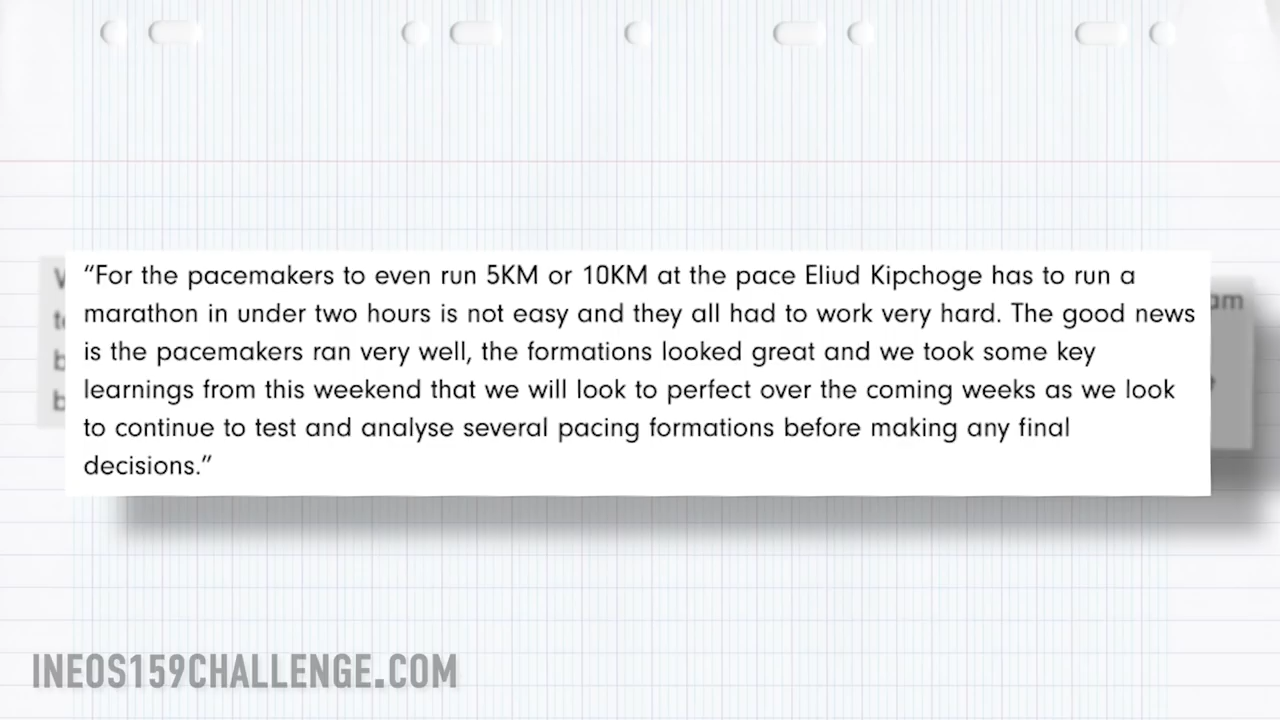 “For the pacemakers to even run 5KM or 10KM at the pace Eliud Kipchoge has to run a
marathon in under two hours is not easy and they all had to work very hard. The good news
is the pacemakers ran very well, the formations looked great and we took some key
learnings from this weekend that we will look to perfect over the coming weeks as we look
to continue to test and analyse several pacing formations before making any final
decisions.”
INEOS159CHALLENGE.COM